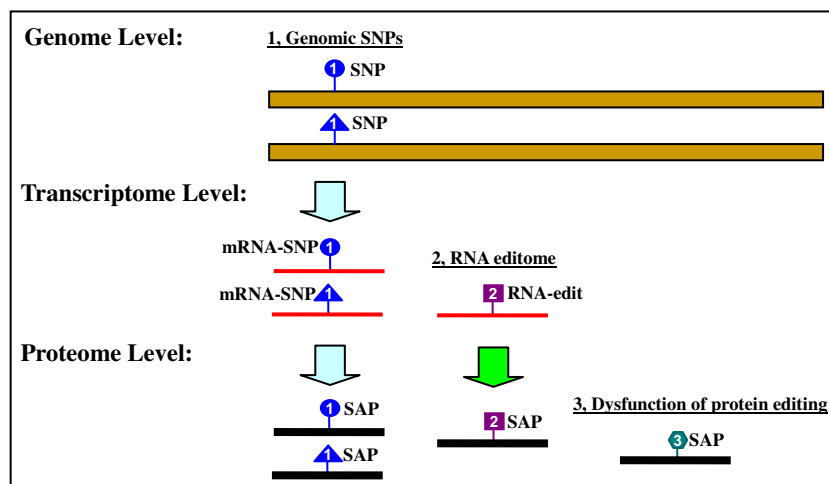 Genome Level:
1, Genomic SNPs
1 SNP
1 SNP
Transcriptome Level:
mRNA-SNP 1
2, RNA editome
mRNA-SNP 1
2 RNA-edit
Proteome Level:
1 SAP
2 SAP
3, Dysfunction of protein editing
1 SAP
3 SAP